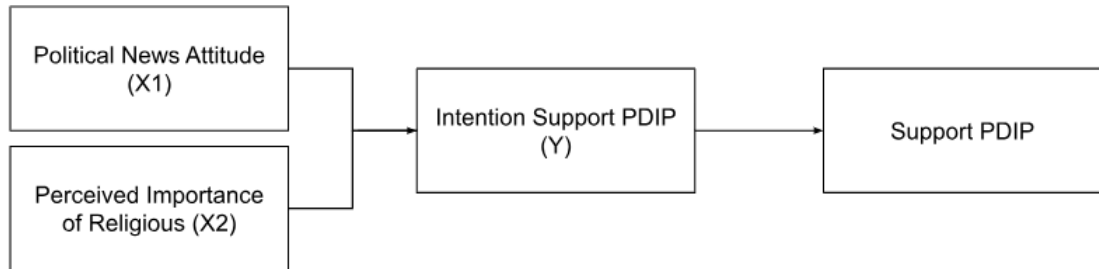 Political News Attitude
(X1)
Perceived Importance
of Religious (X2)
Intention Support PDIP
(Y)
Support PDIP